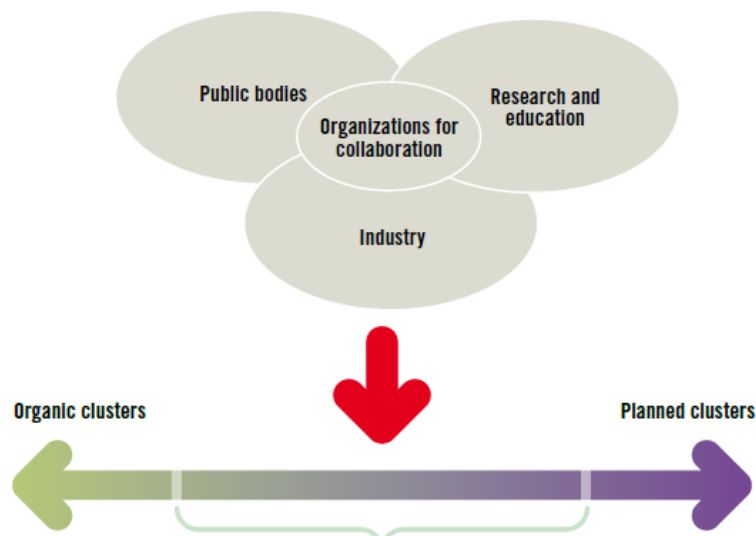 Public bodies
Research and
education
Organizations for
collaboration
Industry
Organic clusters
Planned clusters